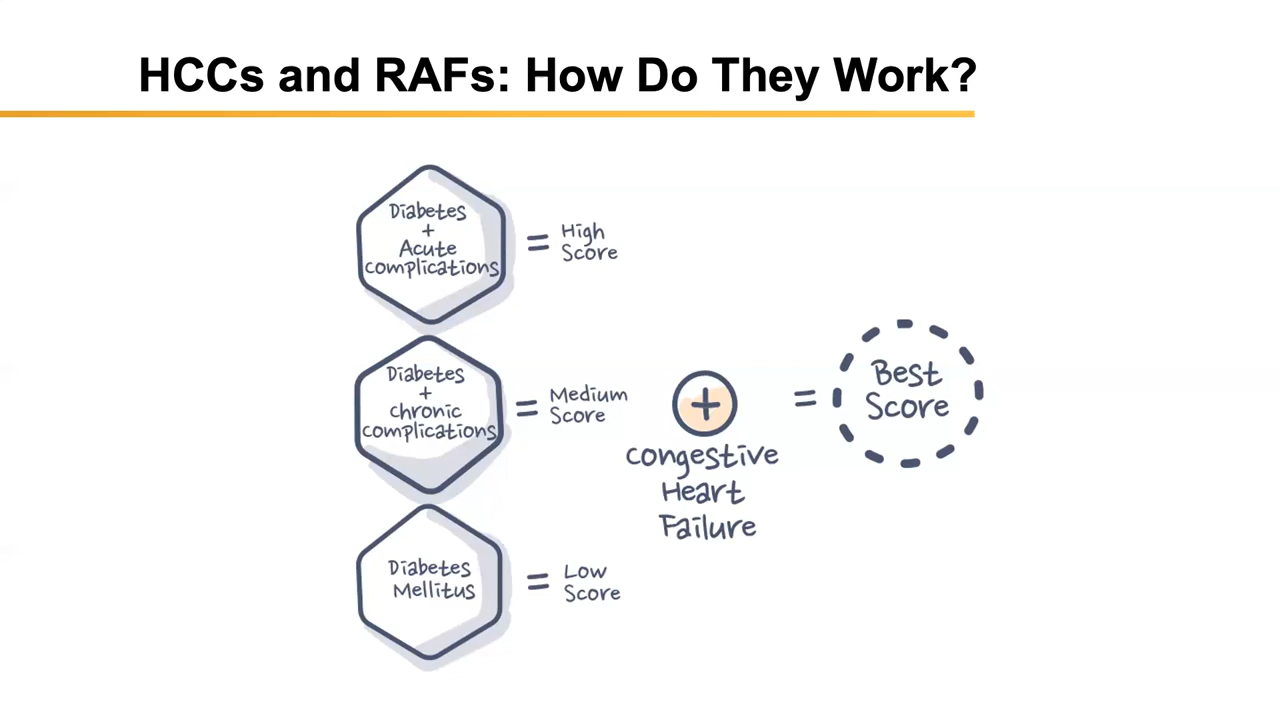 HCCs and RAFs: How Do They Work?
Diabetes
+
Acute
complications
= High
Score
Diabetes
+
chronic
complications
= Medium
Score
Diabetes
Mellitus
= Low
Score
+
congestive
Heart
Failure
= Best
Score